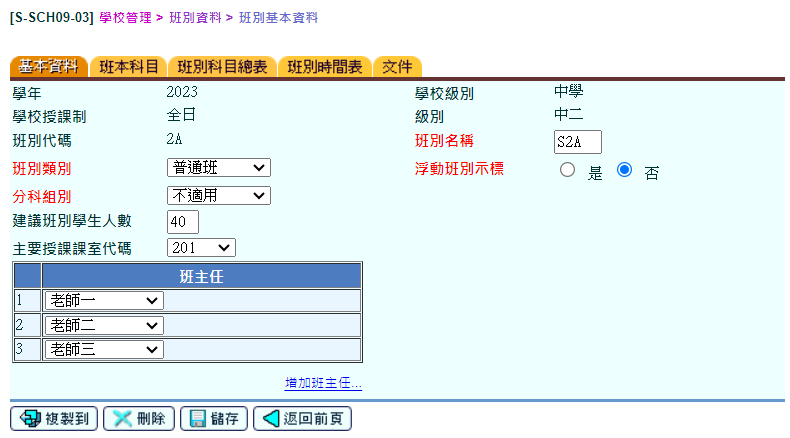 [S-SCH09-03] 學校管理 > 班別資料 > 班別基本資料
基本資料 班本科目 班別科目總表 班別時間表 文件
學年 2023 學校級別 中學
學校授課制 全日 級別 中二
班別代碼 2A 班別名稱 S2A
班別類別 普通班 浮動班別示標 是 否
分科組別 不適用
建議班別學生人數 40
主要授課課室代碼 201
班主任
1 老師一
2 老師二
3 老師三
增加班主任...
複製到 刪除 儲存 返回前頁